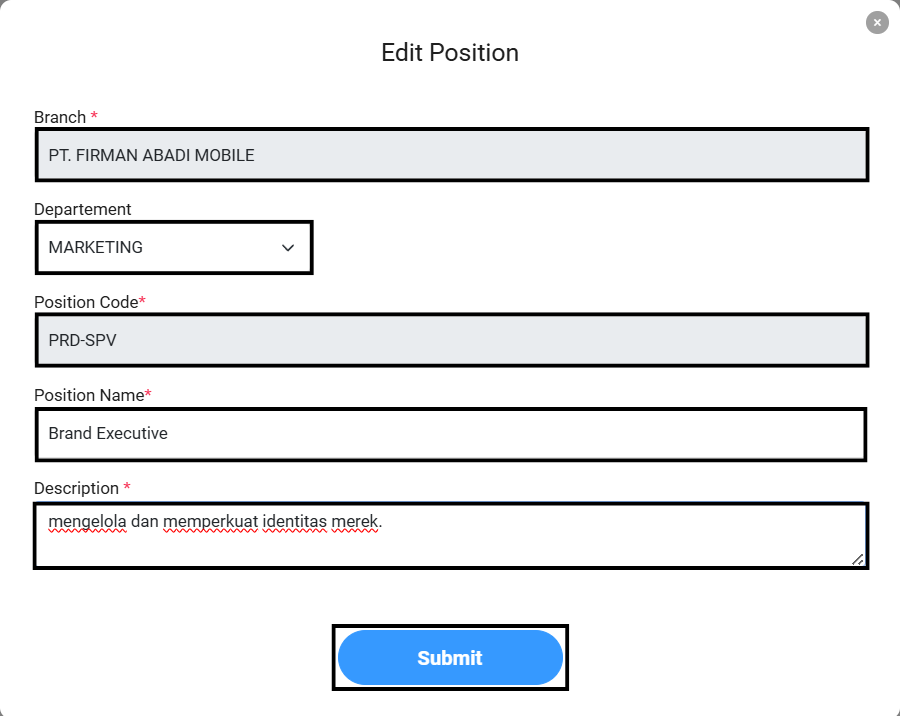 Edit Position
Branch *
PT. FIRMAN ABADI MOBILE
Departement
MARKETING
Position Code*
PRD-SPV
Position Name*
Brand Executive
Description *
mengelola dan memperkuat identitas merek.
Submit